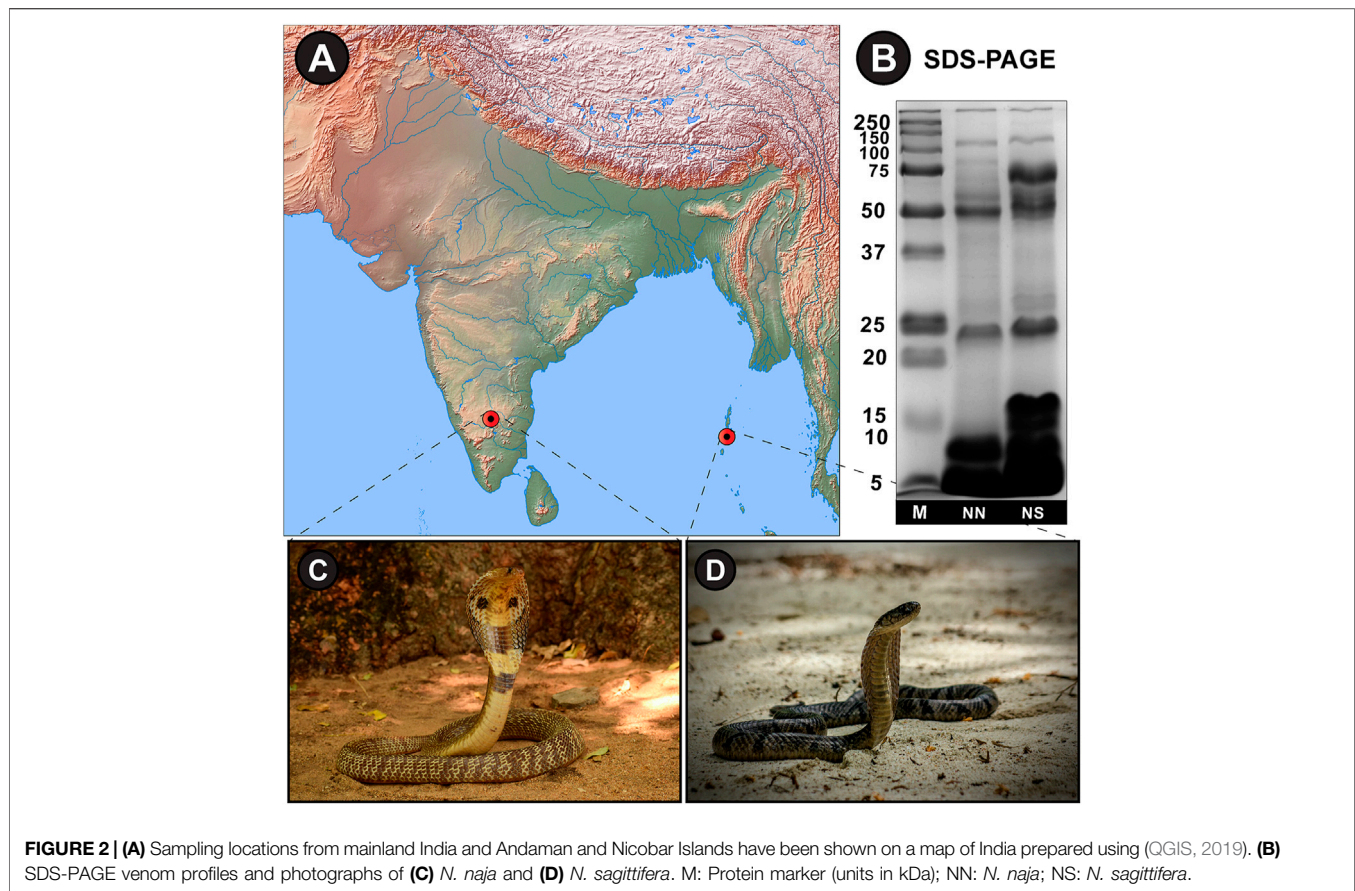 A
B SDS-PAGE
250
150
100
75
50
37
25
20
15
10
5
M NN NS
C
D
FIGURE 2 | (A) Sampling locations from mainland India and Andaman and Nicobar Islands have been shown on a map of India prepared using (QGIS, 2019). (B)
SDS-PAGE venom profiles and photographs of (C) N. naja and (D) N. sagittifera. M: Protein marker (units in kDa); NN: N. naja; NS: N. sagittifera.